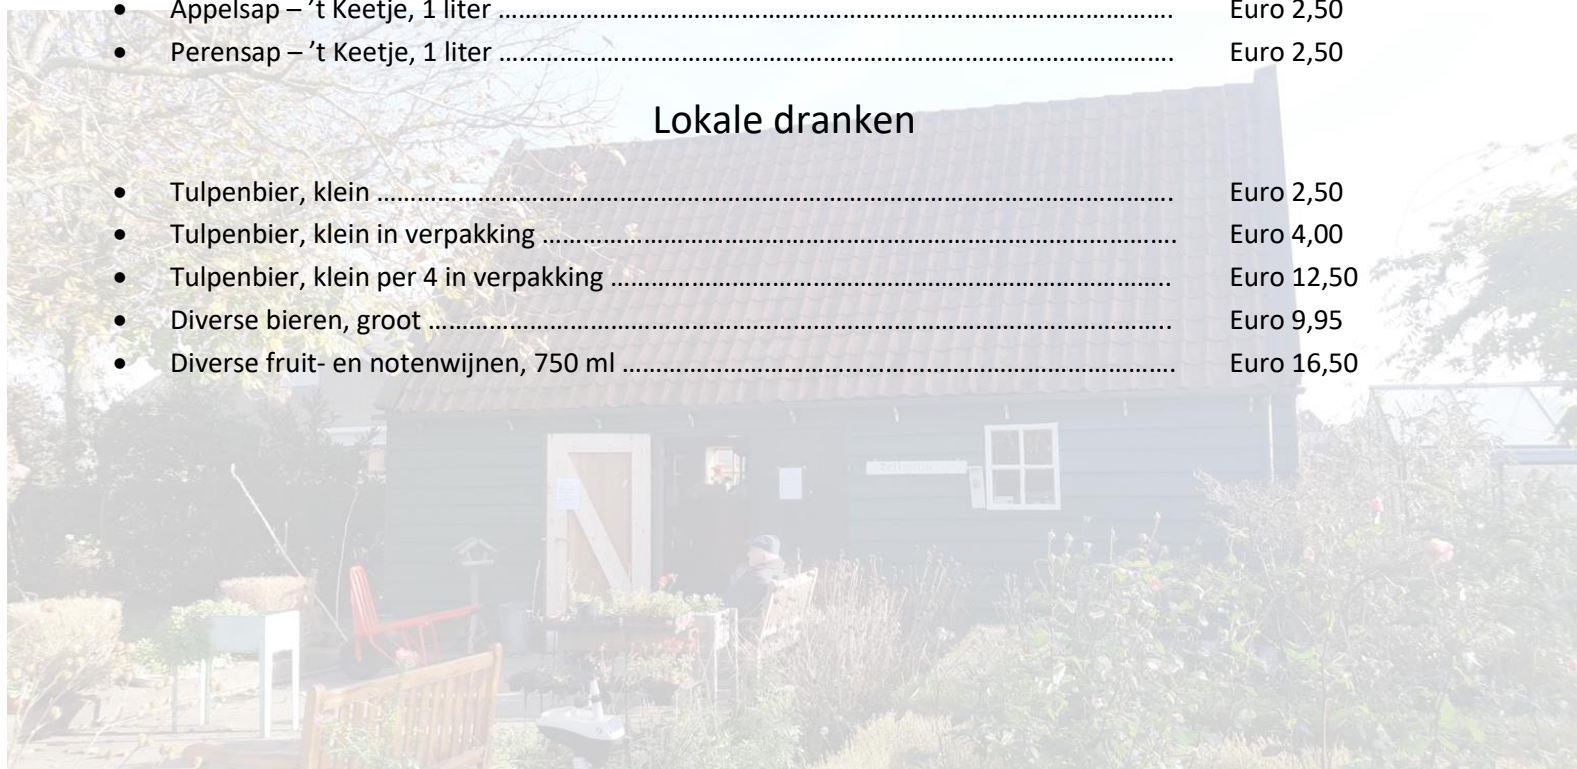 • Appelsap – ’t Keetje, 1 liter ………………………………………………………………………………. Euro 2,50
• Perensap – ’t Keetje, 1 liter ………………………………………………………………………………. Euro 2,50
Lokale dranken
• Tulpenbier, klein ……………………………………………………………………………………………. Euro 2,50
• Tulpenbier, klein in verpakking …………………………………………………………………………. Euro 4,00
• Tulpenbier, klein per 4 in verpakking ………………………………………………………………….. Euro 12,50
• Diverse bieren, groot ……………………………………………………………………………………….. Euro 9,95
• Diverse fruit- en notenwijnen, 750 ml ………………………………………………………………. Euro 16,50